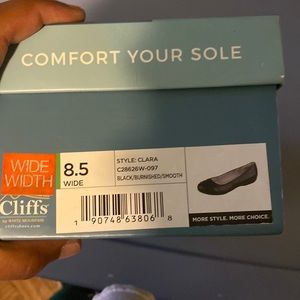 COMFORT YOUR SOLE
WIDE
WIDTH
Cliffs
by WHITE MOUNTAIN
cliffsshoes.com
8.5
WIDE
STYLE: CLARA
C28626W-097
BLACK/BURNISHED/SMOOTH
1 90748 63806 8
MORE STYLE. MORE CHOICE.